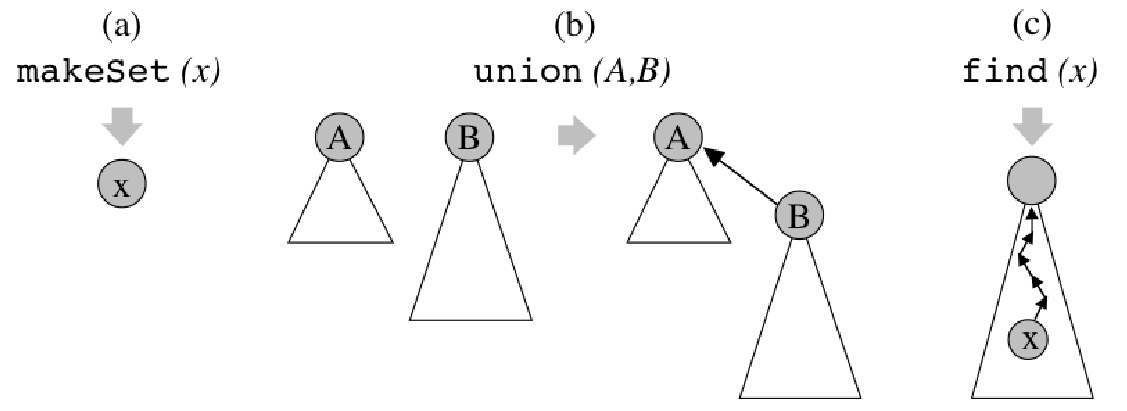 (a)
makeSet (x)
x
(b)
union (A,B)
A B A
B
(c)
find (x)
x